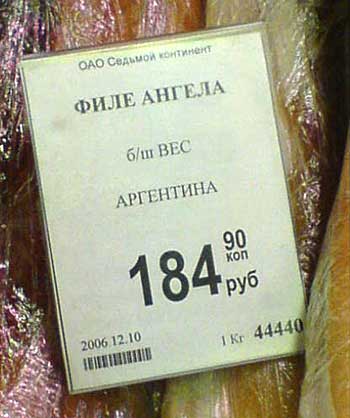 ОАО Седьмой континент
ФИЛЕ АНГЕЛА
б/ш ВЕС
АРГЕНТИНА
184 90 коп руб
2006.12.10 1 Кг 44440